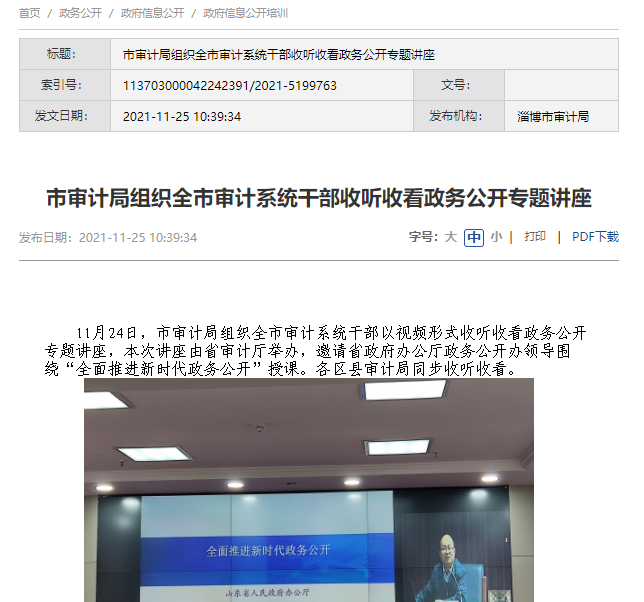 首页 / 政务公开 / 政府信息公开 / 政府信息公开培训
标题: 市审计局组织全市审计系统干部收听收看政务公开专题讲座
索引号: 113703000042242391/2021-5199763 文号:
发文日期: 2021-11-25 10:39:34 发布机构: 淄博市审计局
市审计局组织全市审计系统干部收听收看政务公开专题讲座
发布日期: 2021-11-25 10:39:34 字号: 大 中 小 | 打印 | PDF下载
11月24日，市审计局组织全市审计系统干部以视频形式收听收看政务公开
专题讲座，本次讲座由省审计厅举办，邀请省政府办公厅政务公开办领导围
绕“全面推进新时代政务公开”授课。各区县审计局同步收听收看。
全面推进新时代政务公开
山东省人民政府办公厅